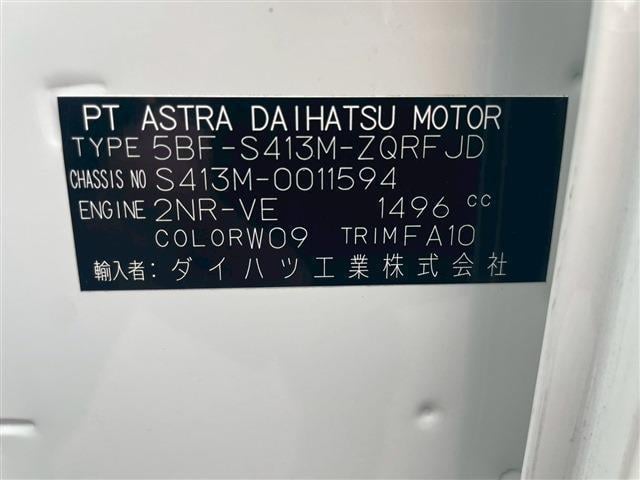 PT ASTRA DAIHATSU MOTOR
TYPE 5BF-S413M-ZQRFJD
CHASSIS NO S413M-0011594
ENGINE 2NR-VE 1496 cc
COLOR W09 TRIM FA10
輸入者: ダイハツ工業株式会社